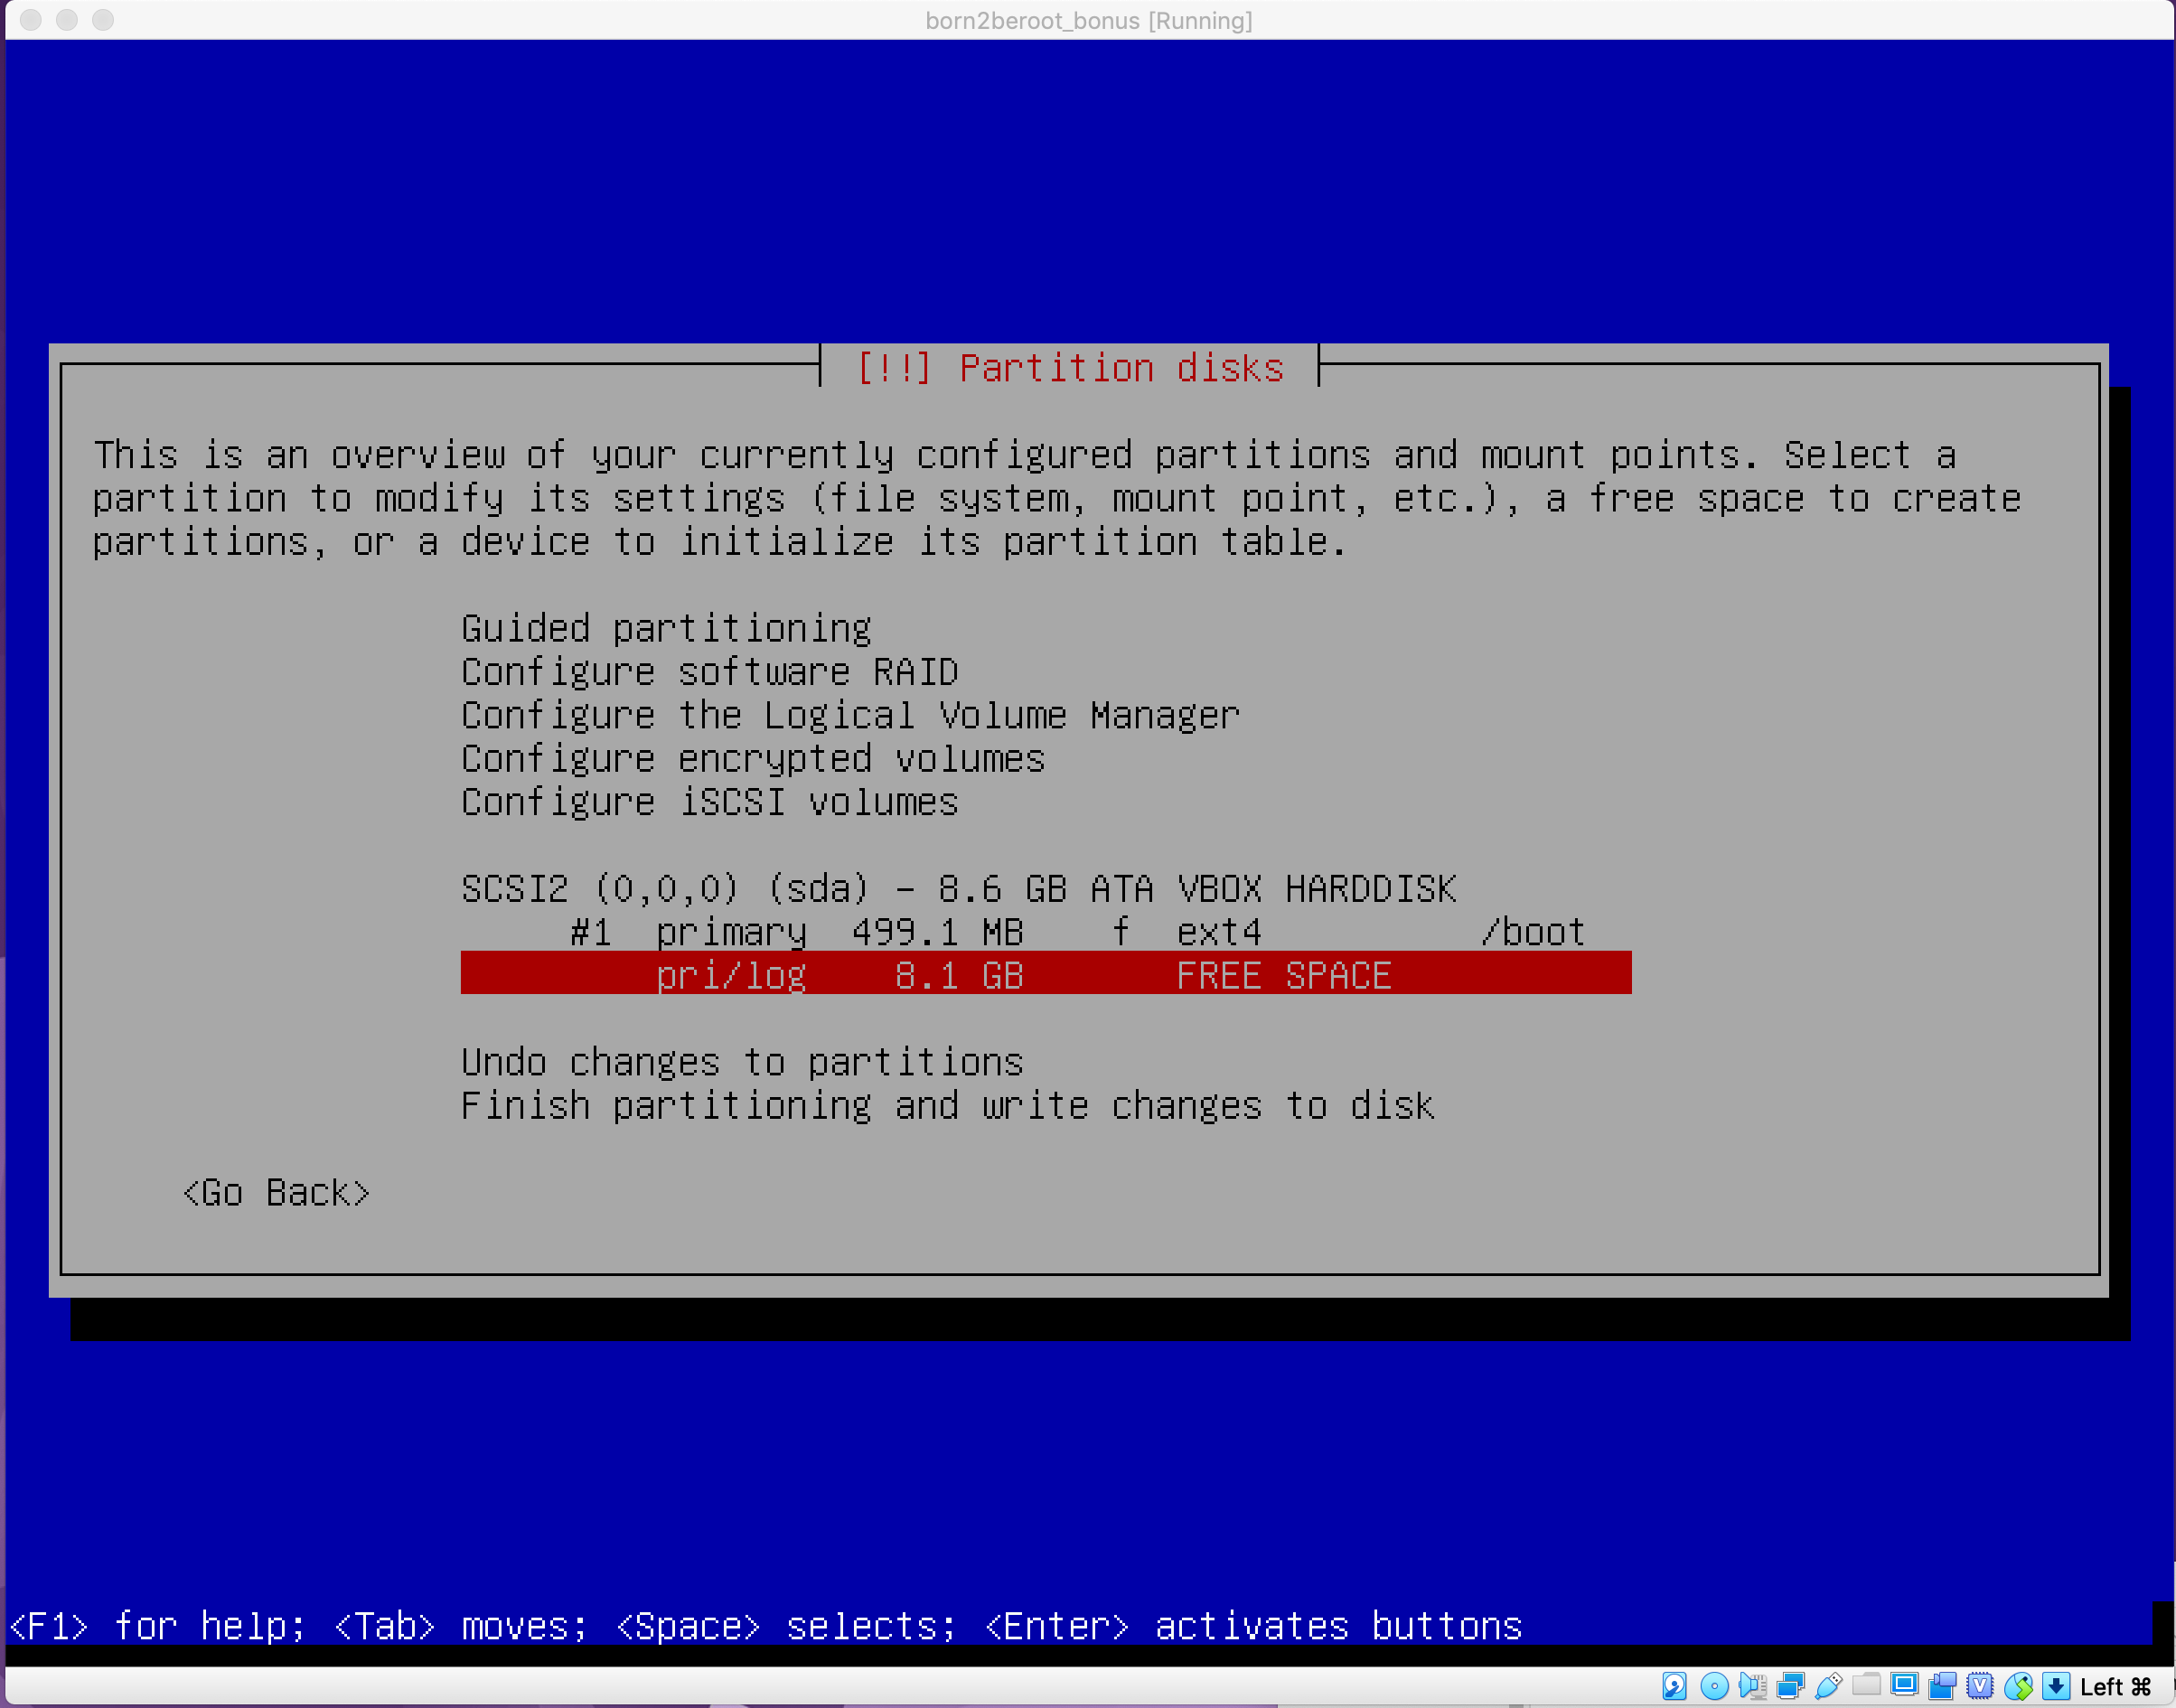 born2beroot_bonus [Running]
[!!] Partition disks
This is an overview of your currently configured partitions and mount points. Select a
partition to modify its settings (file system, mount point, etc.), a free space to create
partitions, or a device to initialize its partition table.
Guided partitioning
Configure software RAID
Configure the Logical Volume Manager
Configure encrypted volumes
Configure iSCSI volumes
SCSI2 (0,0,0) (sda) - 8.6 GB ATA VBOX HARDDISK
#1 primary 499.1 MB f ext4 /boot
pri/log 8.1 GB FREE SPACE
Undo changes to partitions
Finish partitioning and write changes to disk
<Go Back>
<F1> for help; <Tab> moves; <Space> selects; <Enter> activates buttons
Left ⌘